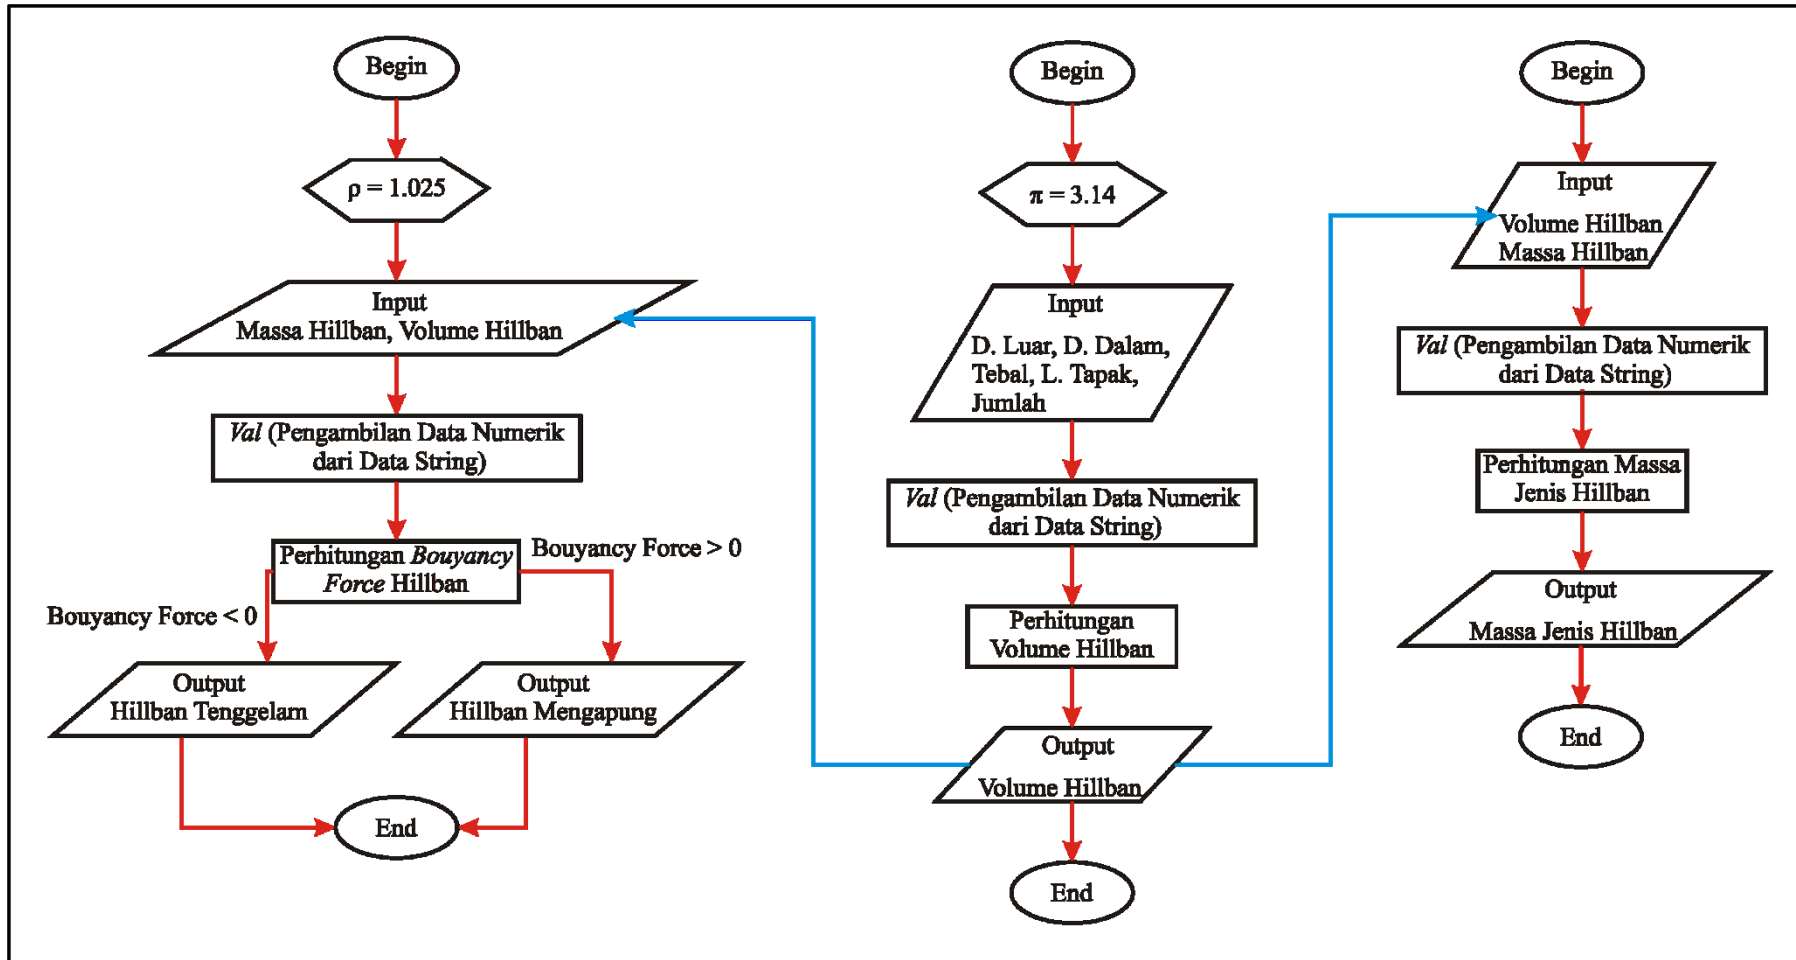 Begin
ρ = 1.025
Input
Massa Hillban, Volume Hillban
Val (Pengambilan Data Numerik
dari Data String)
Perhitungan Bouyancy
Force Hillban
Bouyancy Force > 0
Bouyancy Force < 0
Output
Hillban Tenggelam
Output
Hillban Mengapung
End
Begin
π = 3.14
Input
D. Luar, D. Dalam,
Tebal, L. Tapak,
Jumlah
Val (Pengambilan Data Numerik
dari Data String)
Perhitungan
Volume Hillban
Output
Volume Hillban
End
Begin
Input
Volume Hillban
Massa Hillban
Val (Pengambilan Data Numerik
dari Data String)
Perhitungan Massa
Jenis Hillban
Output
Massa Jenis Hillban
End